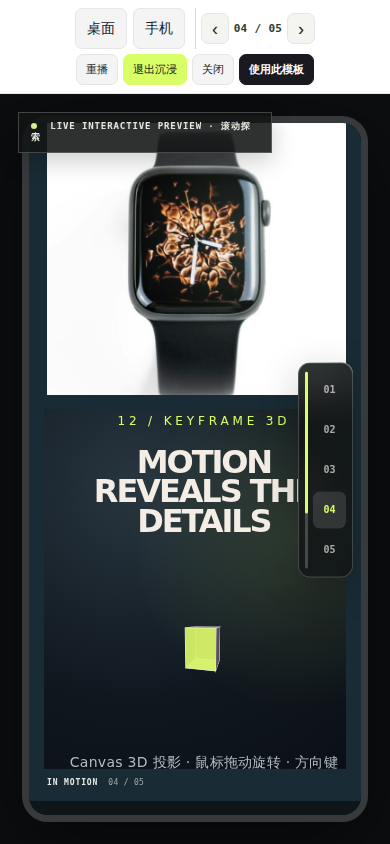 桌面 手机 ‹ 04 / 05 ›
重播 退出沉浸 关闭 使用此模板
LIVE INTERACTIVE PREVIEW · 滚动探
索
01
02
03
04
05
12 / KEYFRAME 3D
MOTION
REVEALS TH
DETAILS
Canvas 3D 投影 · 鼠标拖动旋转 · 方向键
IN MOTION 04 / 05